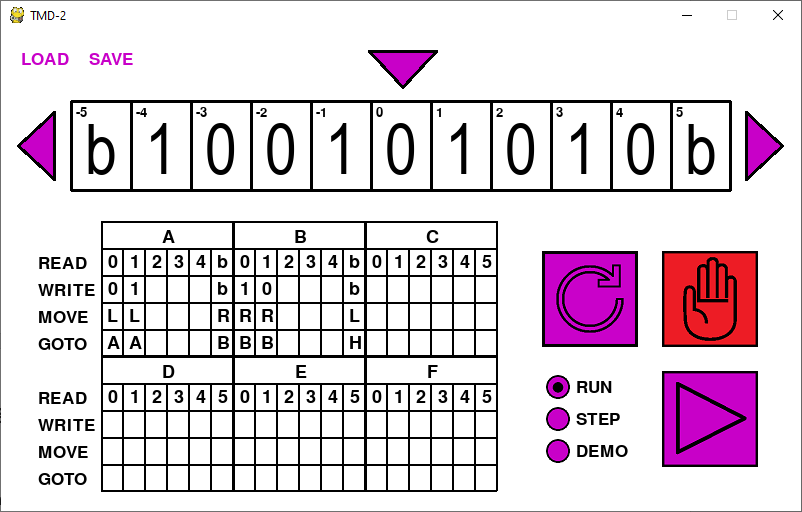 TMD-2
LOAD SAVE
-5 -4 -3 -2 -1 0 1 2 3 4 5
b 1 0 0 1 0 1 0 1 0 b
A B C
READ 0 1 2 3 4 b 0 1 2 3 4 b 0 1 2 3 4 5
WRITE 0 1 b 1 0 b
MOVE L L R R R L
GOTO A A B B B H
D E F
READ 0 1 2 3 4 5 0 1 2 3 4 5 0 1 2 3 4 5
WRITE
MOVE
GOTO
RUN
STEP
DEMO